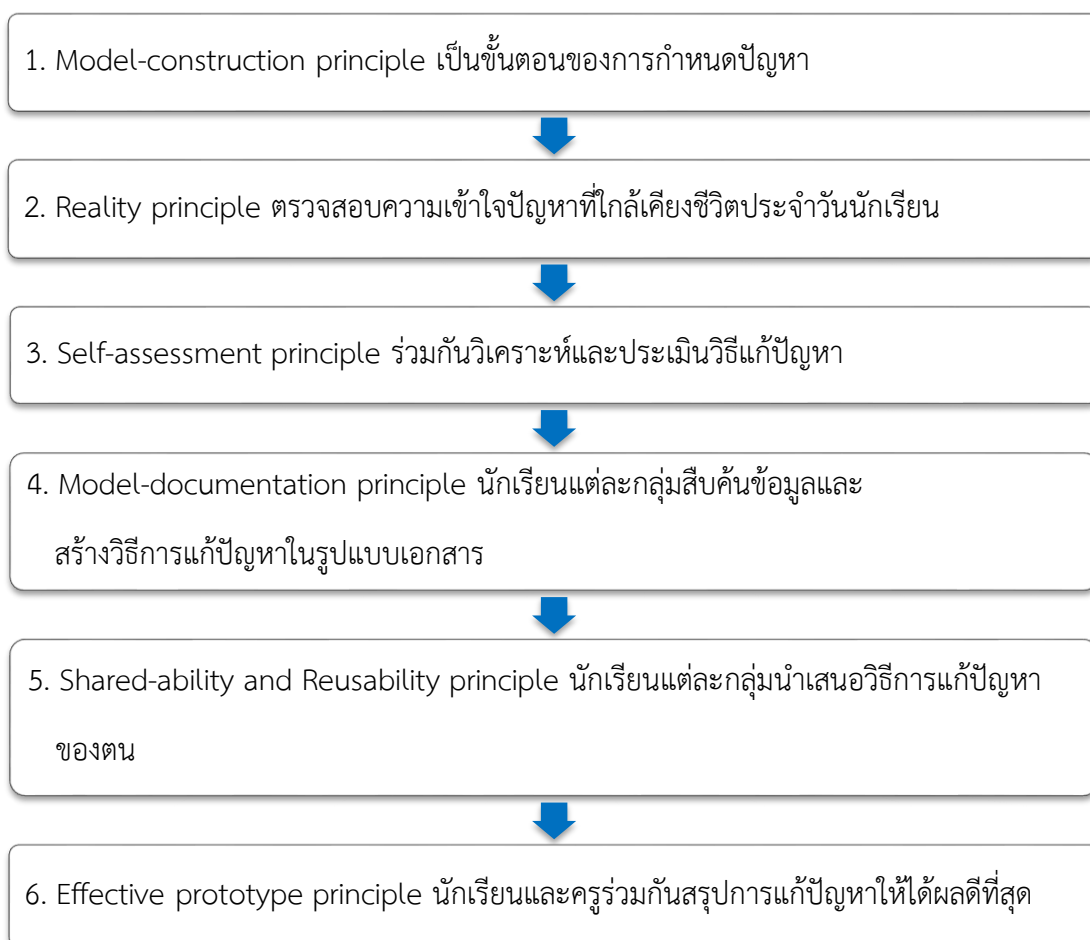 1. Model-construction principle เป็นขั้นตอนของการกำหนดปัญหา
2. Reality principle ตรวจสอบความเข้าใจปัญหาที่ใกล้เคียงชีวิตประจำวันนักเรียน
3. Self-assessment principle ร่วมกันวิเคราะห์และประเมินวิธีแก้ปัญหา
4. Model-documentation principle นักเรียนแต่ละกลุ่มสืบค้นข้อมูลและ
สร้างวิธีการแก้ปัญหาในรูปแบบเอกสาร
5. Shared-ability and Reusability principle นักเรียนแต่ละกลุ่มนำเสนอวิธีการแก้ปัญหา
ของตน
6. Effective prototype principle นักเรียนและครูร่วมกันสรุปการแก้ปัญหาให้ได้ผลดีที่สุด